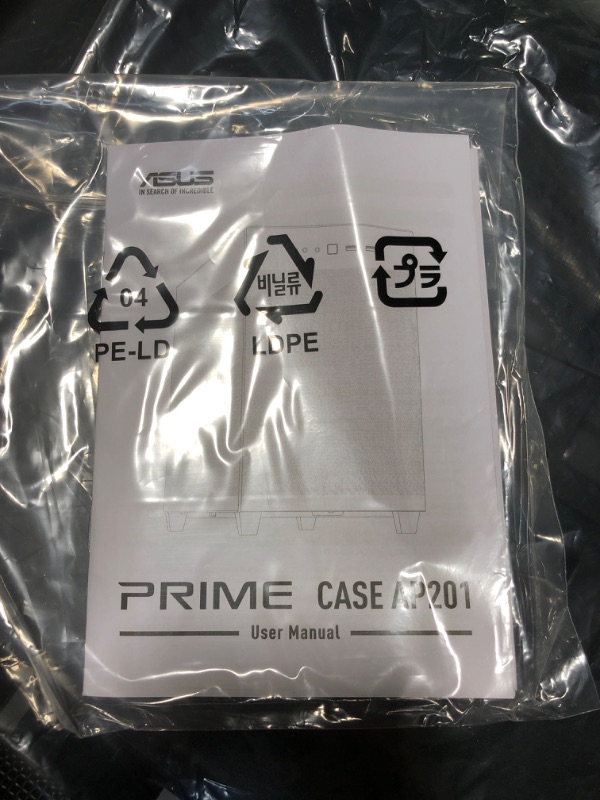 ASUS
IN SEARCH OF INCREDIBLE
04
PE-LD
비닐류
LDPE
プラ
PRIME CASE AP201
User Manual